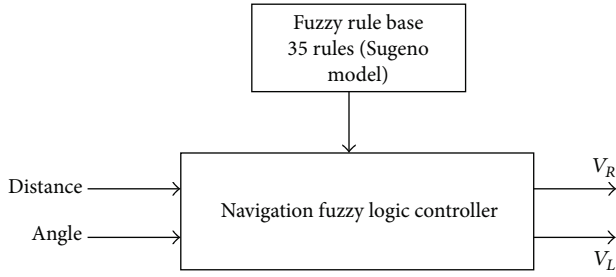 Fuzzy rule base
35 rules (Sugeno
model)
Distance
Angle
Navigation fuzzy logic controller
V_R
V_L